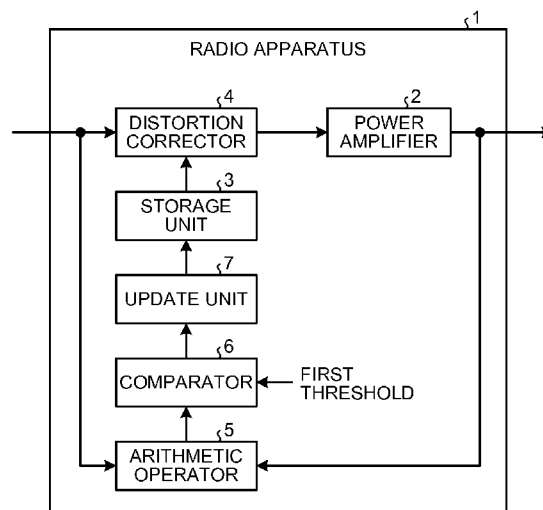 1
RADIO APPARATUS
4
DISTORTION
CORRECTOR
2
POWER
AMPLIFIER
3
STORAGE
UNIT
7
UPDATE UNIT
6
COMPARATOR
FIRST
THRESHOLD
5
ARITHMETIC
OPERATOR